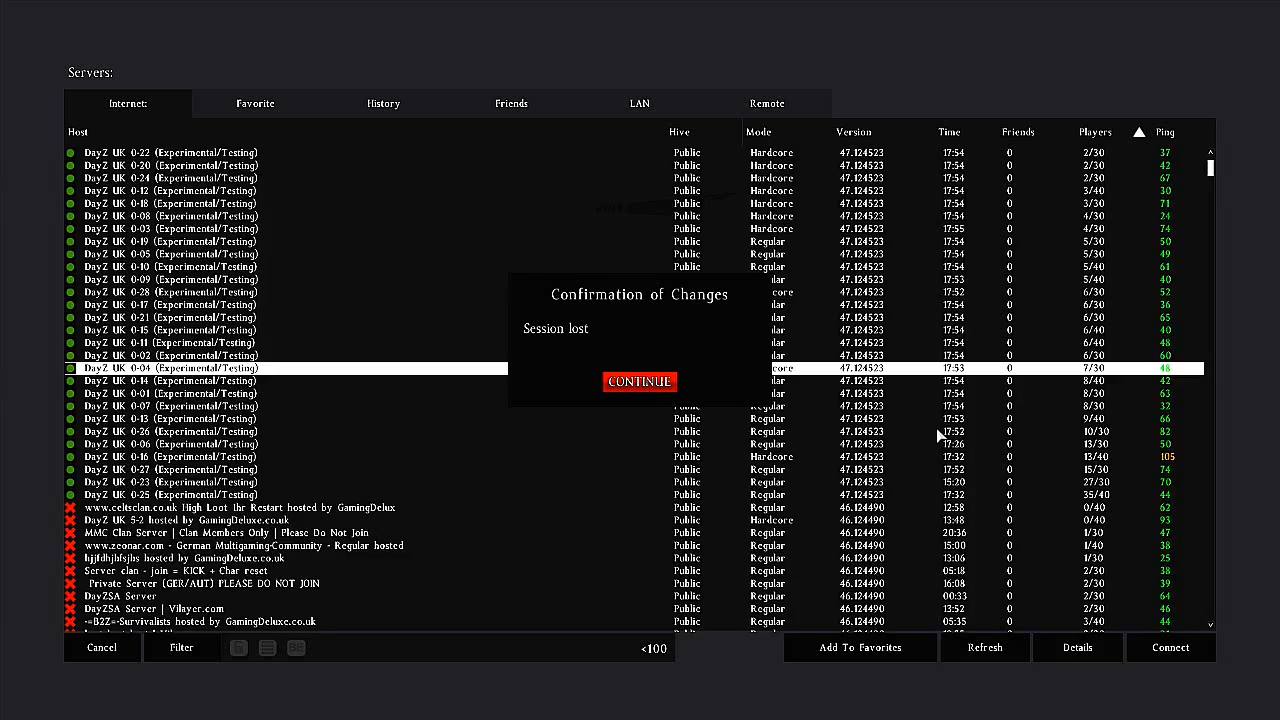 Servers:
Internet: Favorite History Friends LAN Remote
Host Hive Mode Version Time Friends Players Ping
DayZ UK 0-22 (Experimental/Testing) Public Hardcore 47.124523 17:54 0 2/30 37
DayZ UK 0-20 (Experimental/Testing) Public Hardcore 47.124523 17:54 0 2/30 42
DayZ UK 0-24 (Experimental/Testing) Public Hardcore 47.124523 17:54 0 2/30 67
DayZ UK 0-12 (Experimental/Testing) Public Hardcore 47.124523 17:54 0 3/40 30
DayZ UK 0-18 (Experimental/Testing) Public Hardcore 47.124523 17:54 0 3/40 71
DayZ UK 0-08 (Experimental/Testing) Public Hardcore 47.124523 17:54 0 4/30 24
DayZ UK 0-03 (Experimental/Testing) Public Hardcore 47.124523 17:54 0 4/30 74
DayZ UK 0-19 (Experimental/Testing) Public Regular 47.124523 17:54 0 5/30 50
DayZ UK 0-05 (Experimental/Testing) Public Regular 47.124523 17:54 0 5/30 49
DayZ UK 0-10 (Experimental/Testing) Public Regular 47.124523 17:54 0 5/40 61
DayZ UK 0-09 (Experimental/Testing) 47.124523 17:53 0 5/40 40
DayZ UK 0-28 (Experimental/Testing) core 47.124523 17:52 0 6/30 52
DayZ UK 0-17 (Experimental/Testing) lar 47.124523 17:54 0 6/30 36
DayZ UK 0-21 (Experimental/Testing) lar 47.124523 17:54 0 6/30 65
DayZ UK 0-15 (Experimental/Testing) lar 47.124523 17:54 0 6/40 40
DayZ UK 0-11 (Experimental/Testing) lar 47.124523 17:54 0 6/40 48
DayZ UK 0-02 (Experimental/Testing) lar 47.124523 17:54 0 6/40 60
DayZ UK 0-04 (Experimental/Testing) core 47.124523 17:53 0 7/30 48
DayZ UK 0-14 (Experimental/Testing) lar 47.124523 17:54 0 8/40 42
DayZ UK 0-01 (Experimental/Testing) lar 47.124523 17:54 0 8/30 63
DayZ UK 0-07 (Experimental/Testing) Public Regular 47.124523 17:54 0 8/30 32
DayZ UK 0-13 (Experimental/Testing) Public Regular 47.124523 17:53 0 9/40 66
DayZ UK 0-26 (Experimental/Testing) Public Regular 47.124523 17:52 0 10/30 82
DayZ UK 0-06 (Experimental/Testing) Public Regular 47.124523 17:26 0 13/30 50
DayZ UK 0-16 (Experimental/Testing) Public Hardcore 47.124523 17:32 0 13/40 105
DayZ UK 0-27 (Experimental/Testing) Public Regular 47.124523 17:52 0 15/30 74
DayZ UK 0-23 (Experimental/Testing) Public Regular 47.124523 15:20 0 27/30 70
DayZ UK 0-25 (Experimental/Testing) Public Regular 47.124523 17:32 0 35/40 44
www.celtsclan.co.uk High Loot 1hr Restart hosted by GamingDelux Public Regular 46.124490 12:58 0 0/40 62
DayZ UK 5-2 hosted by GamingDeluxe.co.uk Public Hardcore 46.124490 13:48 0 0/40 93
MMC Clan Server | Clan Members Only | Please Do Not Join Public Regular 46.124490 20:36 0 1/30 47
www.zeonar.com - German Multigaming-Community - Regular hosted Public Regular 46.124490 15:00 0 1/40 38
hjjfdhjhfsjhs hosted by GamingDeluxe.co.uk Public Regular 46.124490 13:06 0 1/30 25
Server clan - join = KICK + Char reset Public Regular 46.124490 05:18 0 2/30 38
Private Server (GER/AUT) PLEASE DO NOT JOIN Public Regular 46.124490 16:08 0 2/30 39
DayZSA Server Public Regular 46.124490 00:33 0 2/30 64
DayZSA Server | Vilayer.com Public Regular 46.124490 13:52 0 2/30 46
-=B2Z=-Survivalists hosted by GamingDeluxe.co.uk Public Regular 46.124490 05:35 0 3/40 44
Confirmation of Changes
Session lost
CONTINUE
Cancel Filter <100 Add To Favorites Refresh Details Connect